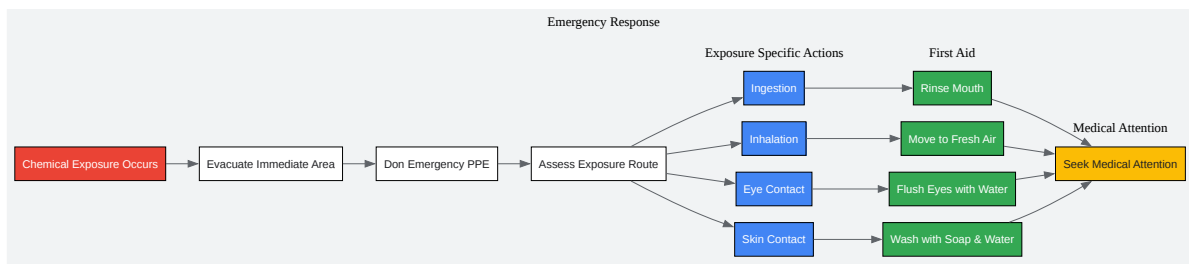 Emergency Response
Exposure Specific Actions
First Aid
Medical Attention
Chemical Exposure Occurs
Evacuate Immediate Area
Don Emergency PPE
Assess Exposure Route
Ingestion
Rinse Mouth
Inhalation
Move to Fresh Air
Eye Contact
Flush Eyes with Water
Skin Contact
Wash with Soap & Water
Seek Medical Attention